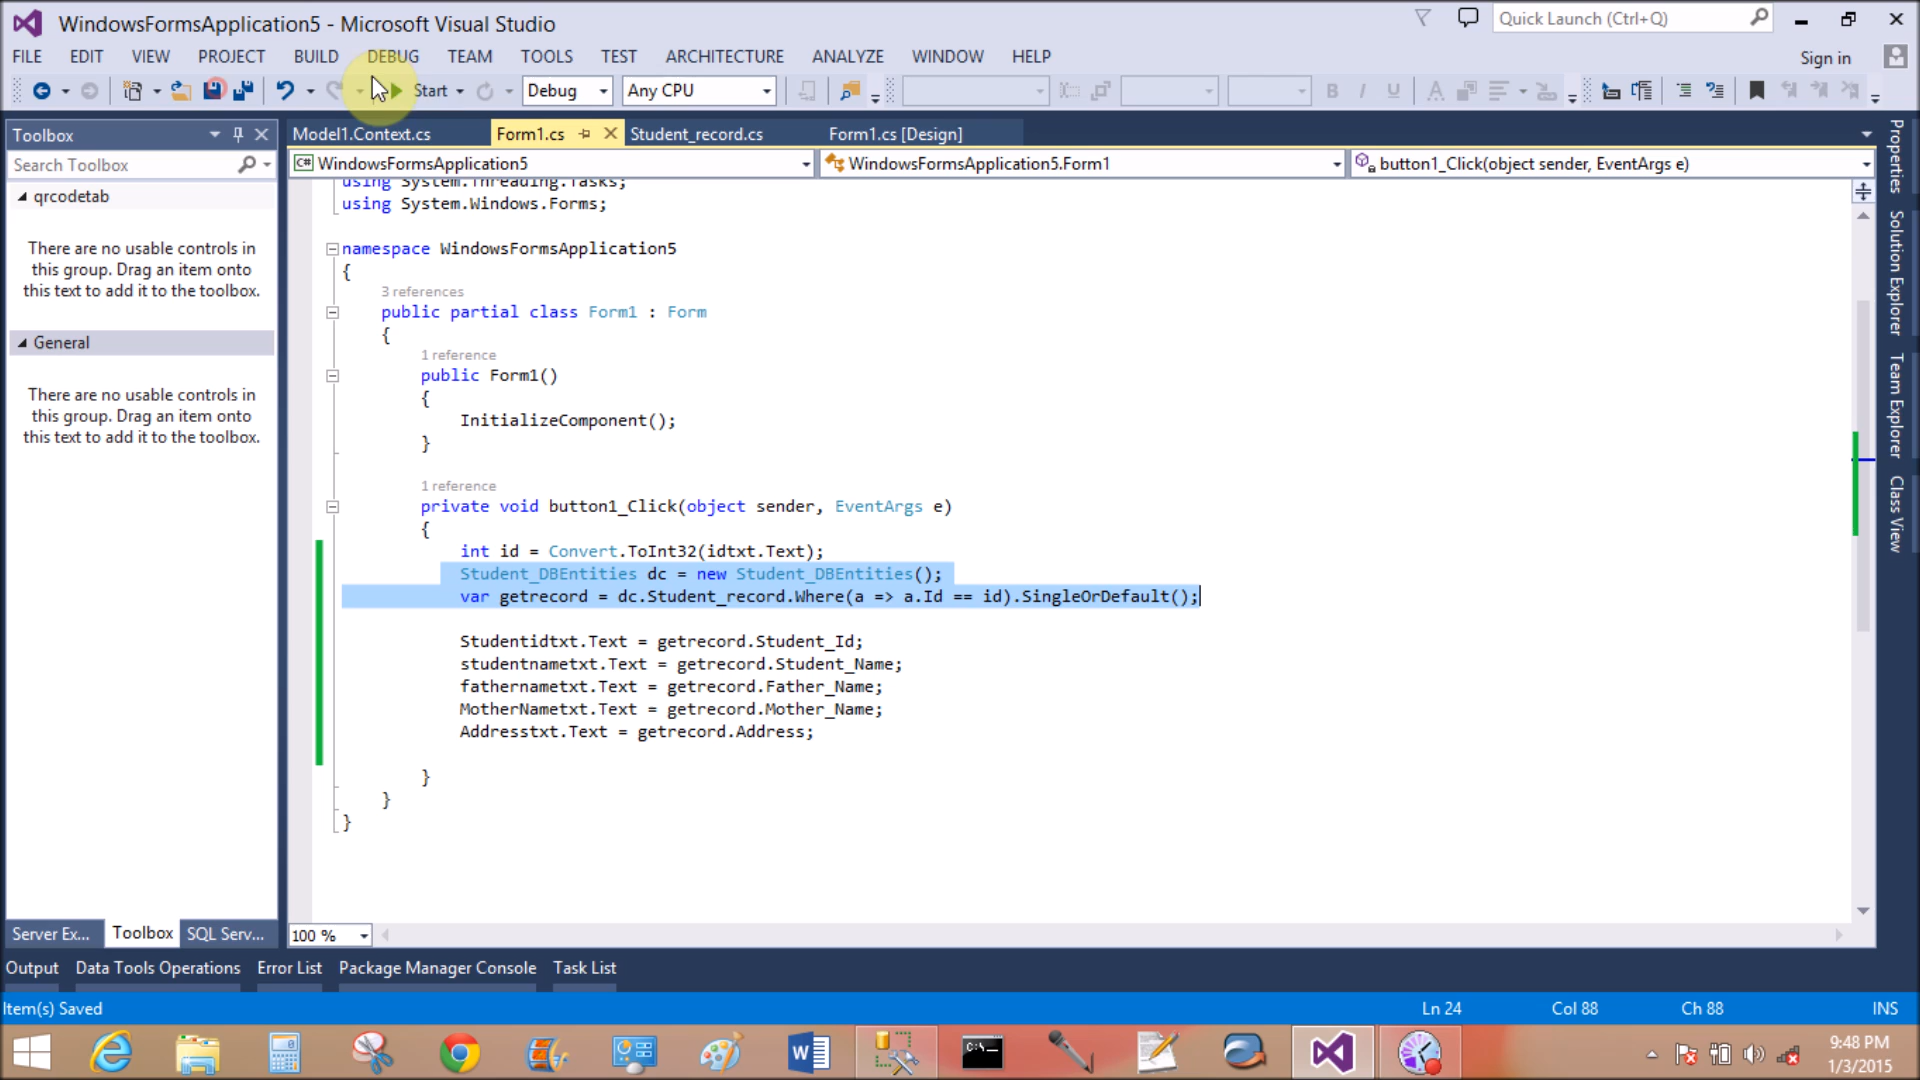 WindowsFormsApplication5 - Microsoft Visual Studio
Quick Launch (Ctrl+Q)
FILE EDIT VIEW PROJECT BUILD DEBUG TEAM TOOLS TEST ARCHITECTURE ANALYZE WINDOW HELP
Sign in
Start Debug Any CPU
Toolbox
Search Toolbox
qrcodetab
There are no usable controls in
this group. Drag an item onto
this text to add it to the toolbox.
General
There are no usable controls in
this group. Drag an item onto
this text to add it to the toolbox.
Server Ex... Toolbox SQL Serv...
Model1.Context.cs Form1.cs Student_record.cs Form1.cs [Design]
C# WindowsFormsApplication5 WindowsFormsApplication5.Form1 button1_Click(object sender, EventArgs e)
using System.Threading.Tasks;
using System.Windows.Forms;
namespace WindowsFormsApplication5
{
3 references
public partial class Form1 : Form
{
1 reference
public Form1()
{
InitializeComponent();
}
1 reference
private void button1_Click(object sender, EventArgs e)
{
int id = Convert.ToInt32(idtxt.Text);
Student_DBEntities dc = new Student_DBEntities();
var getrecord = dc.Student_record.Where(a => a.Id == id).SingleOrDefault();
Studentidtxt.Text = getrecord.Student_Id;
studentnametxt.Text = getrecord.Student_Name;
fathernametxt.Text = getrecord.Father_Name;
MotherNametxt.Text = getrecord.Mother_Name;
Addresstxt.Text = getrecord.Address;
}
}
}
100 %
Properties
Solution Explorer
Team Explorer
Class View
Output Data Tools Operations Error List Package Manager Console Task List
Item(s) Saved
Ln 24 Col 88 Ch 88 INS
9:48 PM
1/3/2015